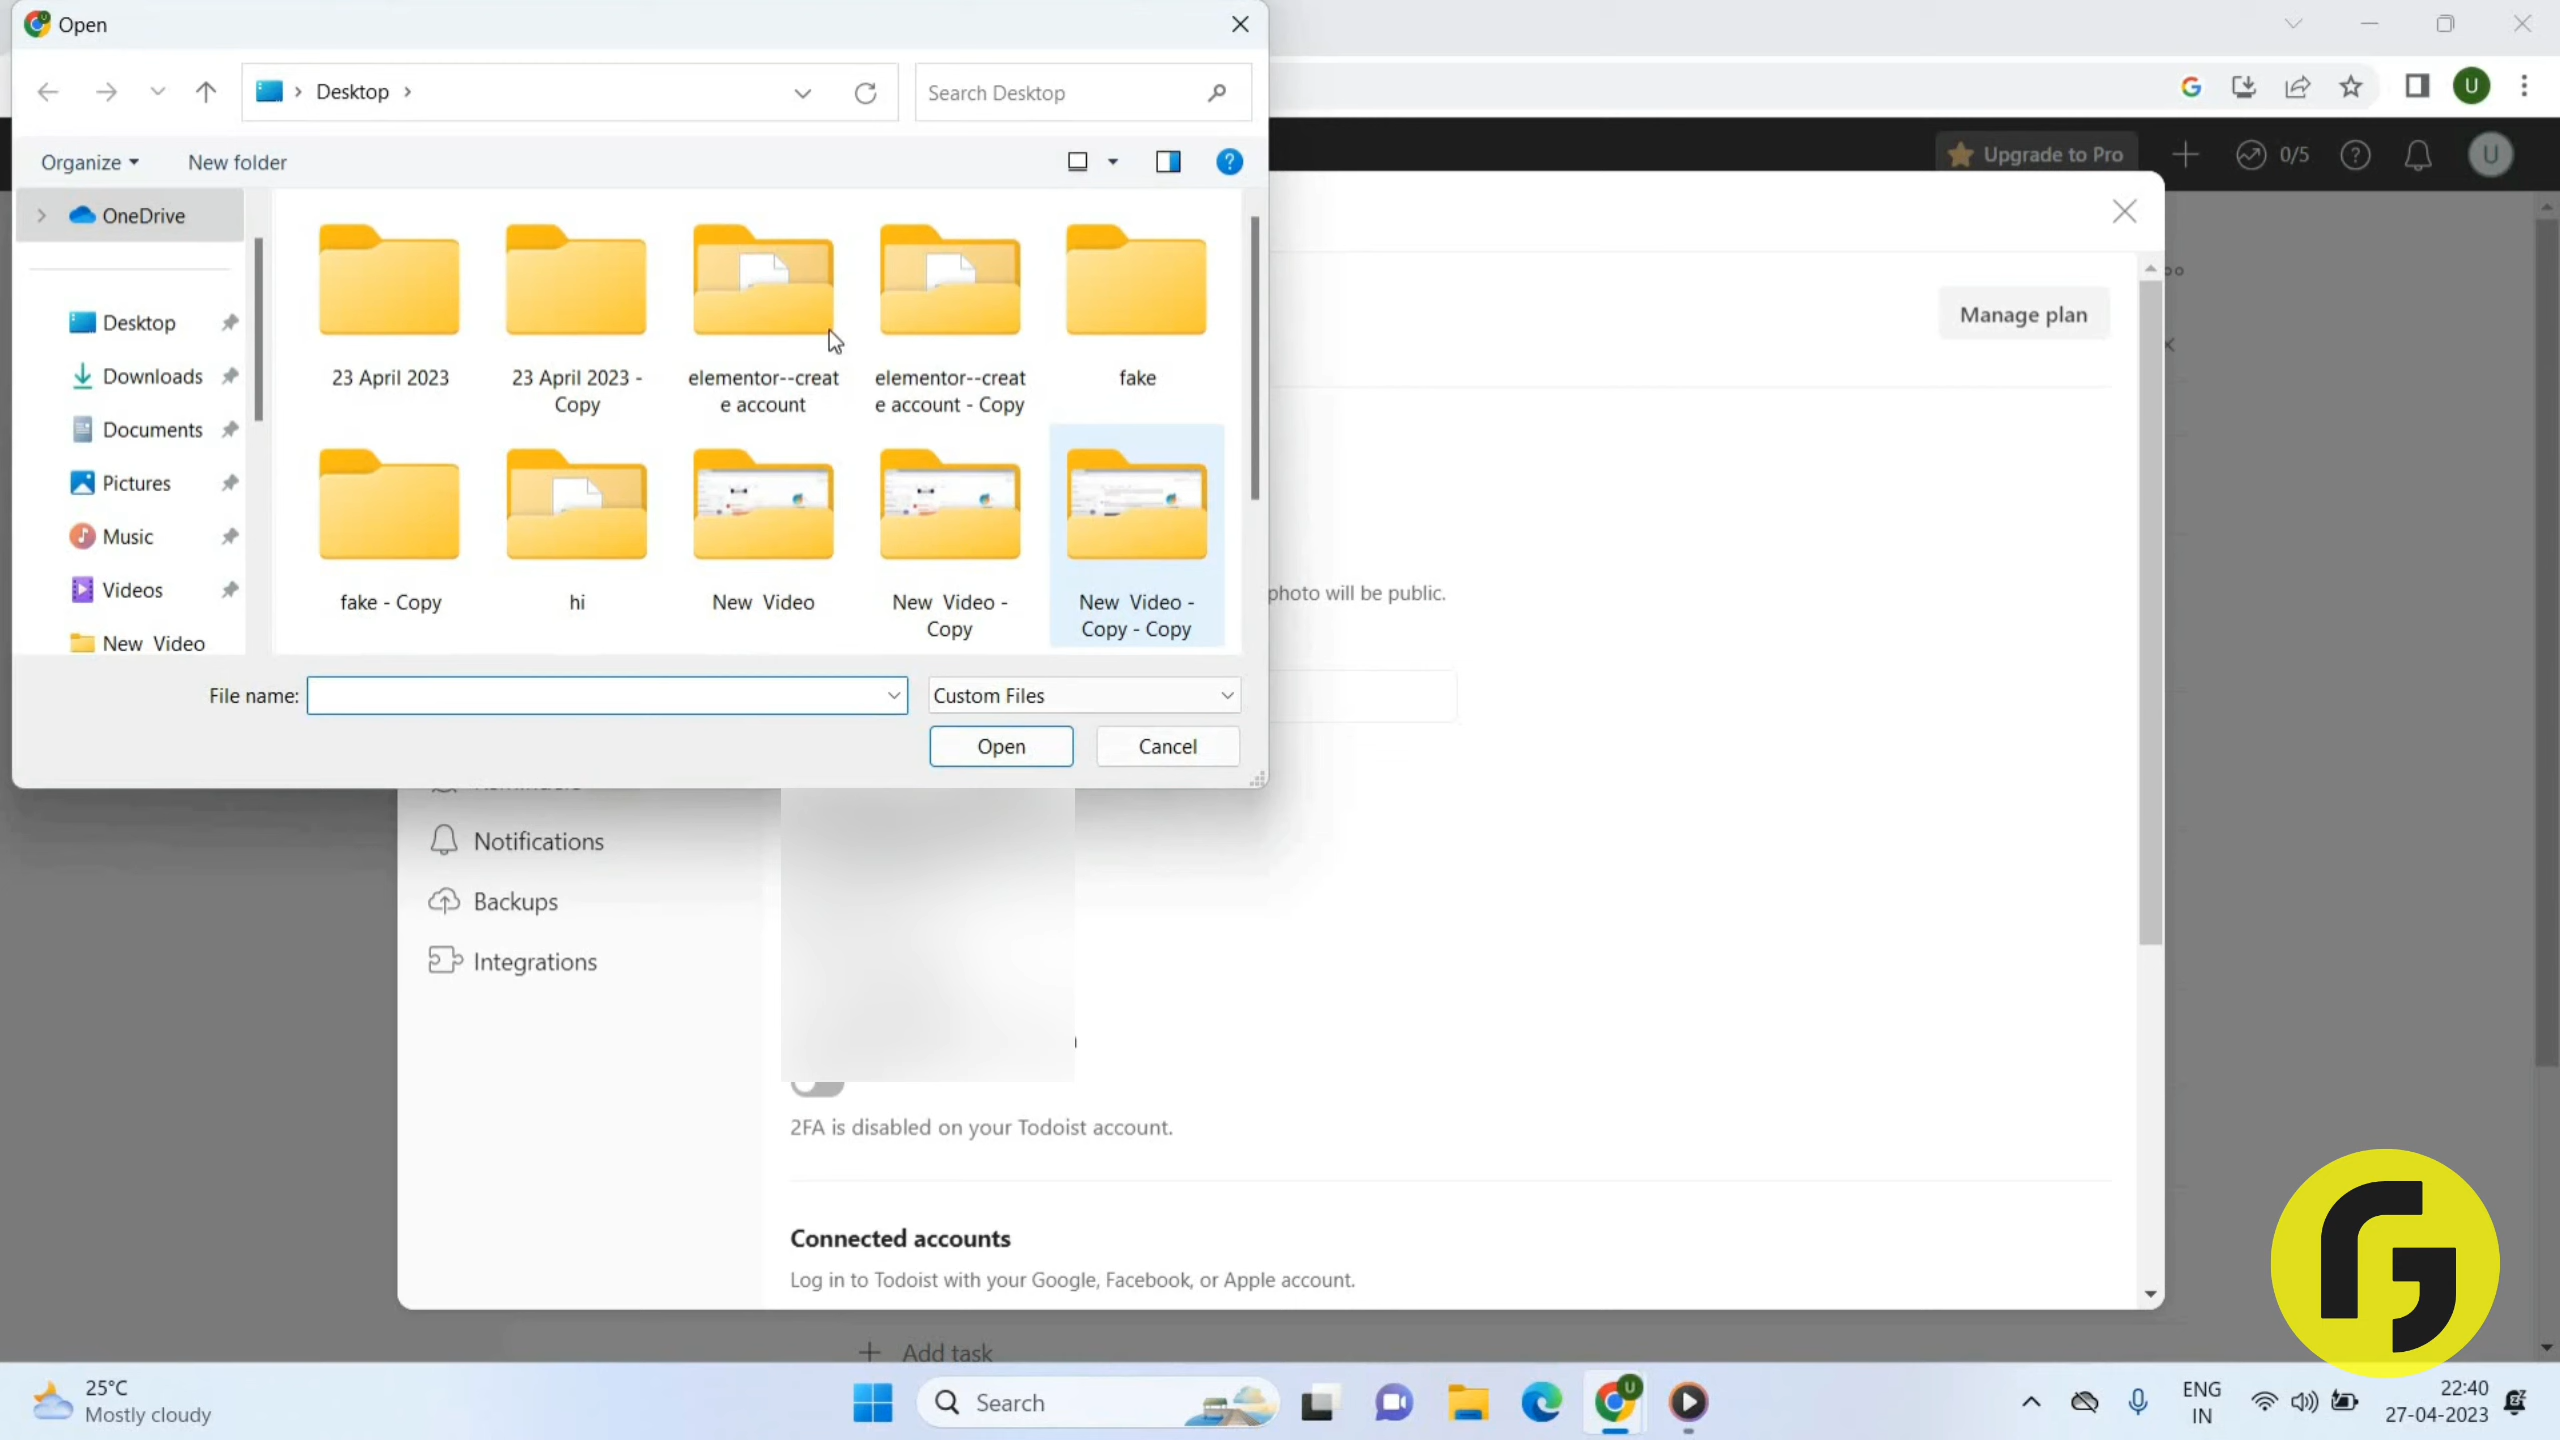 Open
Desktop
Search Desktop
Organize
New folder
OneDrive
Desktop
Downloads
Documents
Pictures
Music
Videos
New Video
23 April 2023
23 April 2023 -
Copy
elementor--creat
e account
elementor--creat
e account - Copy
fake
fake - Copy
hi
New Video
New Video -
Copy
New Video -
Copy - Copy
File name:
Custom Files
Open
Cancel
U
Upgrade to Pro
0/5
U
Manage plan
photo will be public.
Notifications
Backups
Integrations
2FA is disabled on your Todoist account.
Connected accounts
Log in to Todoist with your Google, Facebook, or Apple account.
Add task
25°C
Mostly cloudy
Search
U
ENG
IN
22:40
27-04-2023